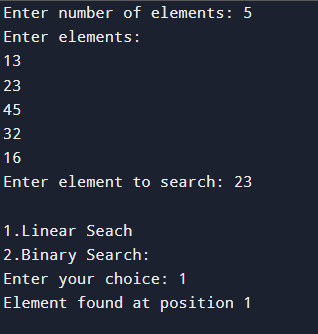 Enter number of elements: 5
Enter elements:
13
23
45
32
16
Enter element to search: 23
1.Linear Seach
2.Binary Search:
Enter your choice: 1
Element found at position 1